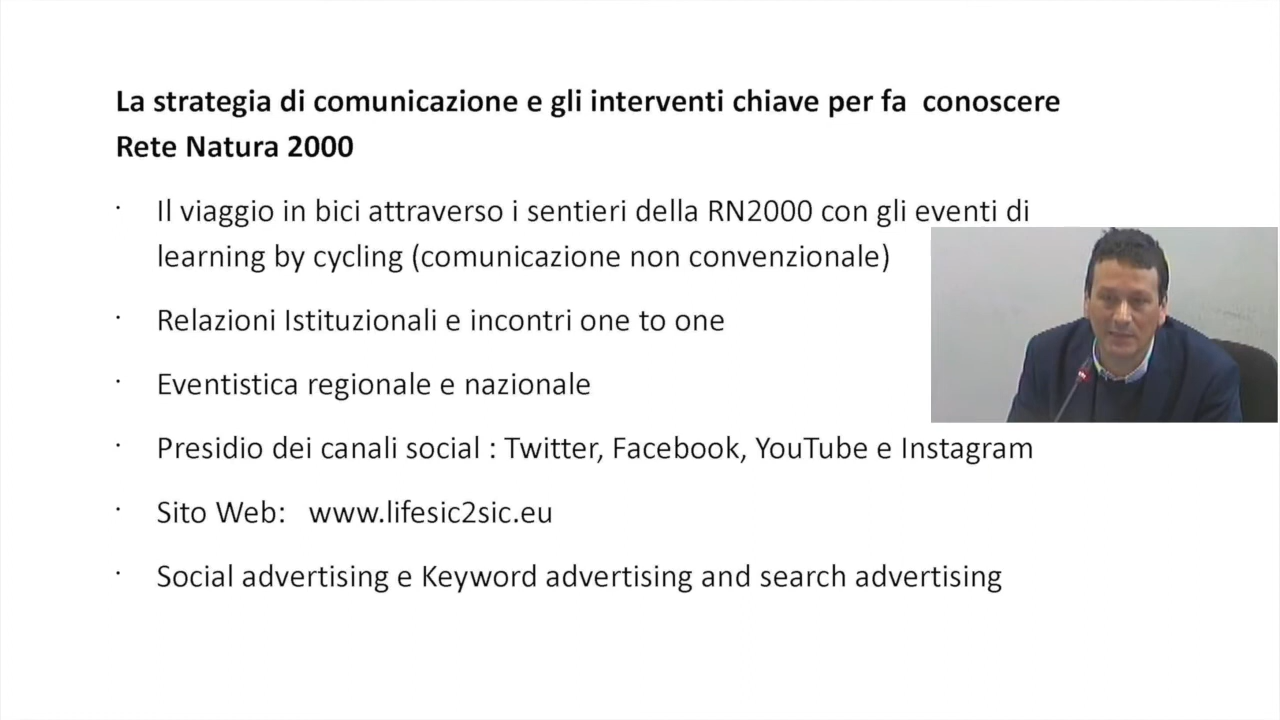 La strategia di comunicazione e gli interventi chiave per fa  conoscere
Rete Natura 2000
· Il viaggio in bici attraverso i sentieri della RN2000 con gli eventi di
learning by cycling (comunicazione non convenzionale)
· Relazioni Istituzionali e incontri one to one
· Eventistica regionale e nazionale
· Presidio dei canali social : Twitter, Facebook, YouTube e Instagram
· Sito Web:   www.lifesic2sic.eu
· Social advertising e Keyword advertising and search advertising